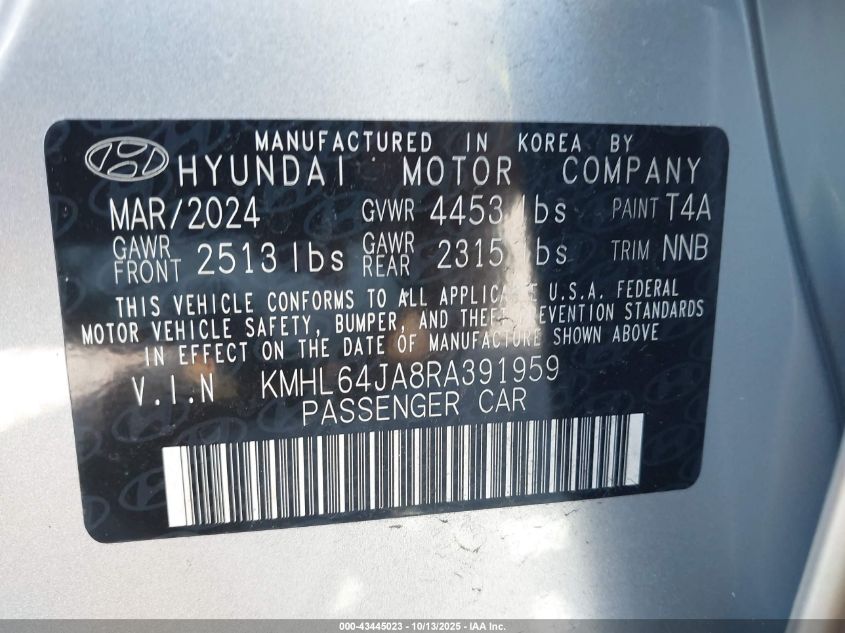 MANUFACTURED IN KOREA BY
HYUNDAI MOTOR COMPANY
MAR/2024 GVWR 4453 lbs PAINT T4A
GAWR FRONT 2513 lbs GAWR REAR 2315 lbs TRIM NNB
THIS VEHICLE CONFORMS TO ALL APPLICABLE U.S.A. FEDERAL
MOTOR VEHICLE SAFETY, BUMPER, AND THEFT PREVENTION STANDARDS
IN EFFECT ON THE DATE OF MANUFACTURE SHOWN ABOVE
V.I.N KMHL64JA8RA391959
PASSENGER CAR
000-43445023 - 10/13/2025 - IAA Inc.